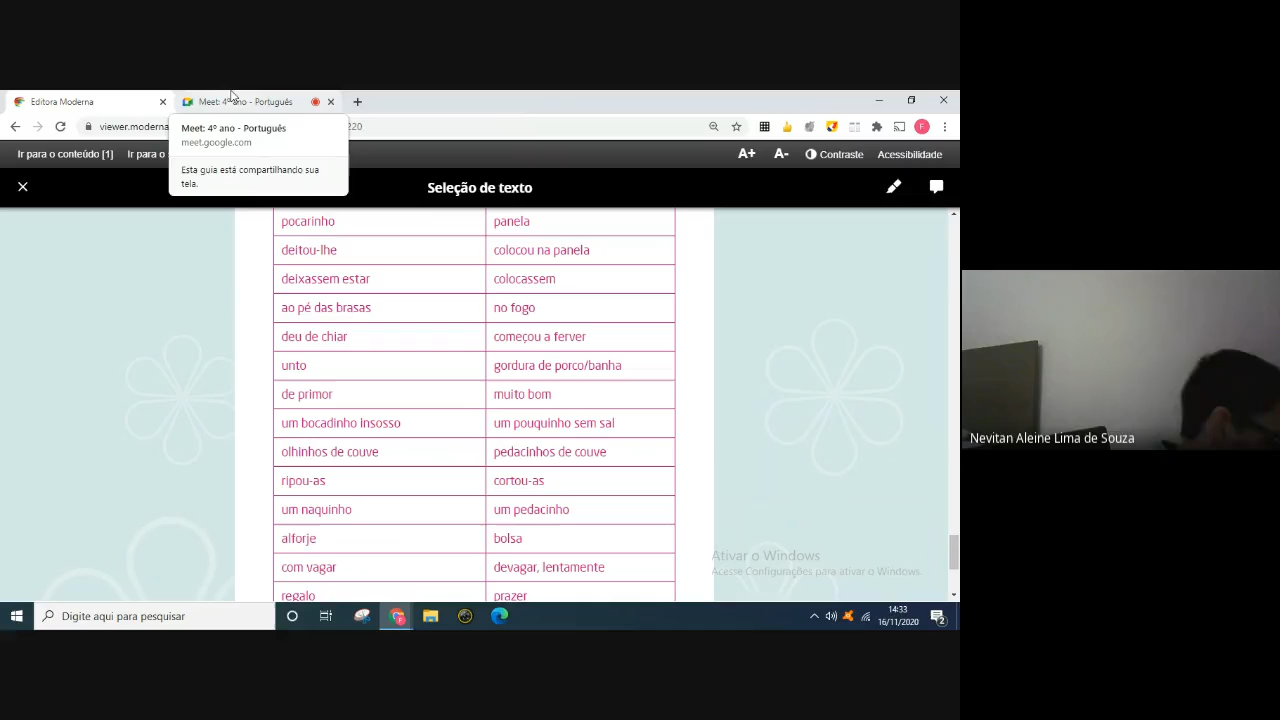 Editora Moderna
Meet: 4º ano - Português
viewer.moderna
220
Meet: 4º ano - Português
meet.google.com
Esta guia está compartilhando sua
tela.
F
Ir para o conteúdo [1]
Ir para o
A+
A-
Contraste
Acessibilidade
Seleção de texto
pocarinho panela
deitou-lhe colocou na panela
deixassem estar colocassem
ao pé das brasas no fogo
deu de chiar começou a ferver
unto gordura de porco/banha
de primor muito bom
um bocadinho insosso um pouquinho sem sal
olhinhos de couve pedacinhos de couve
ripou-as cortou-as
um naquinho um pedacinho
alforje bolsa
com vagar devagar, lentamente
regalo prazer
Nevitan Aleine Lima de Souza
Ativar o Windows
Acesse Configurações para ativar o Windows.
Digite aqui para pesquisar
14:33
16/11/2020
2